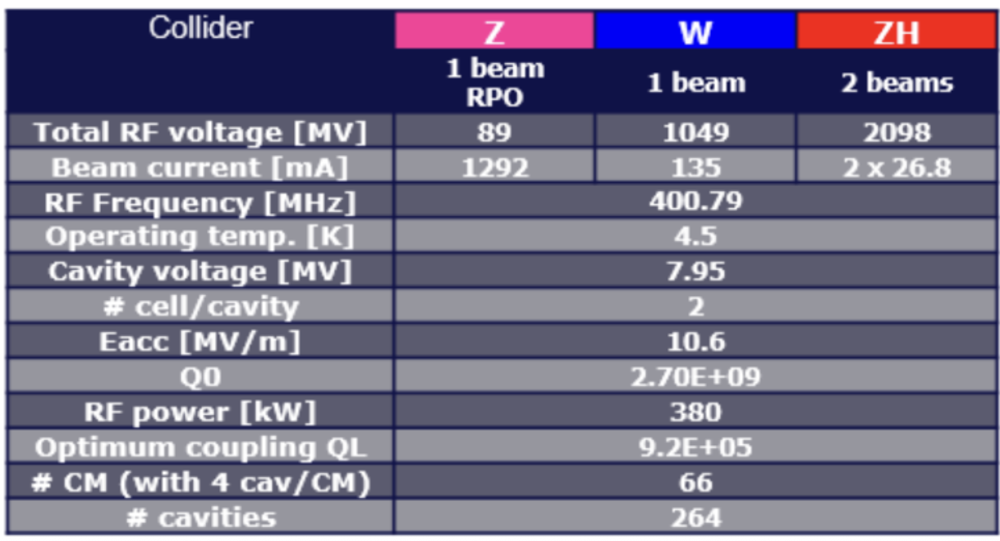 Collider Z W ZH
1 beam RPO 1 beam 2 beams
Total RF voltage [MV] 89 1049 2098
Beam current [mA] 1292 135 2 x 26.8
RF Frequency [MHz] 400.79
Operating temp. [K] 4.5
Cavity voltage [MV] 7.95
# cell/cavity 2
Eacc [MV/m] 10.6
Q0 2.70E+09
RF power [kW] 380
Optimum coupling QL 9.2E+05
# CM (with 4 cav/CM) 66
# cavities 264